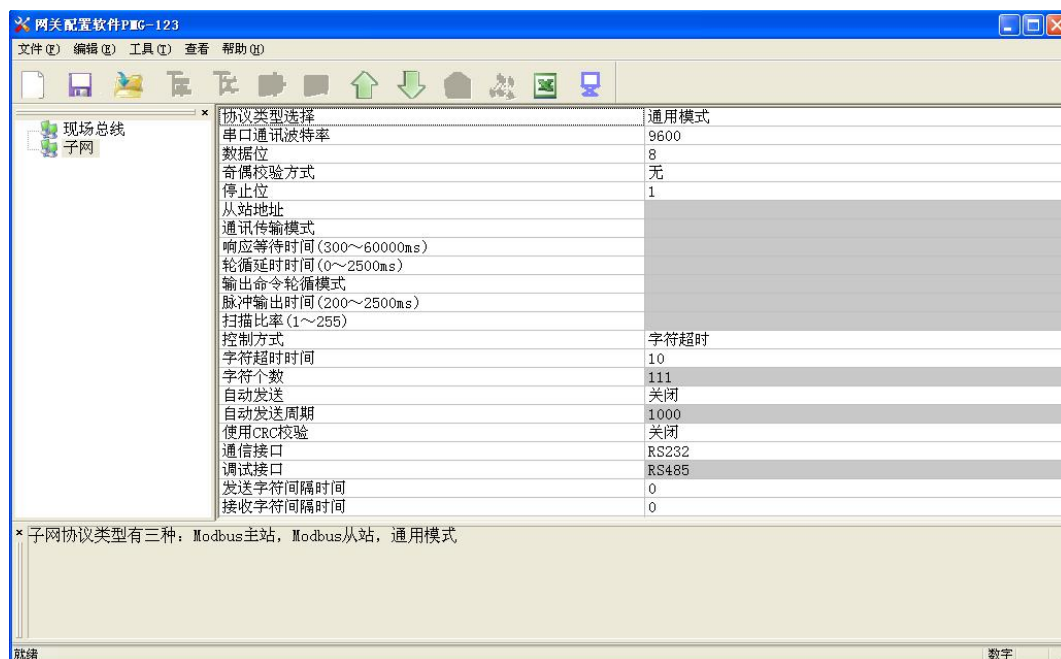 网关配置软件PMG-123
文件(F) 编辑(E) 工具(T) 查看 帮助(H)
现场总线
子网
协议类型选择 通用模式
串口通讯波特率 9600
数据位 8
奇偶校验方式 无
停止位 1
从站地址
通讯传输模式
响应等待时间(300～60000ms)
轮循延时时间(0～2500ms)
输出命令轮循模式
脉冲输出时间(200～2500ms)
扫描比率(1～255)
控制方式 字符超时
字符超时时间 10
字符个数 111
自动发送 关闭
自动发送周期 1000
使用CRC校验 关闭
通信接口 RS232
调试接口 RS485
发送字符间隔时间 0
接收字符间隔时间 0
子网协议类型有三种：Modbus主站，Modbus从站，通用模式
就绪 数字